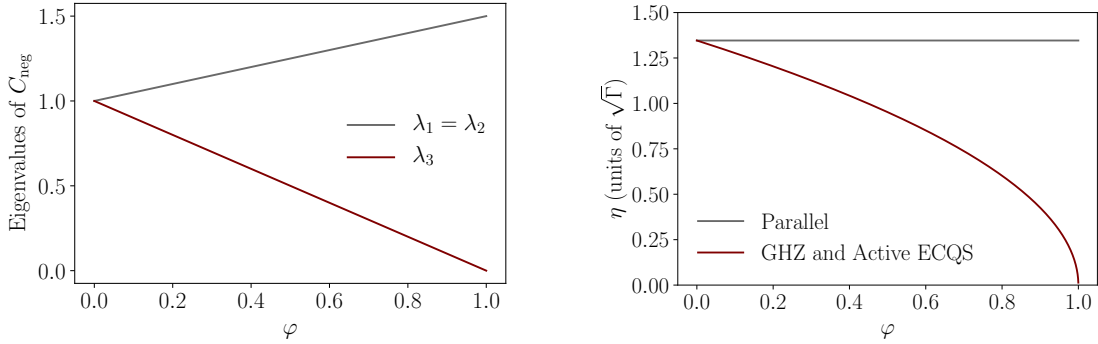 Eigenvalues of C_neg
1.5
1.0
0.5
0.0
λ₁ = λ₂
λ₃
0.0 0.2 0.4 0.6 0.8 1.0
φ
η (units of √Γ)
1.50
1.25
1.00
0.75
0.50
0.25
0.00
Parallel
GHZ and Active ECQS
0.0 0.2 0.4 0.6 0.8 1.0
φ